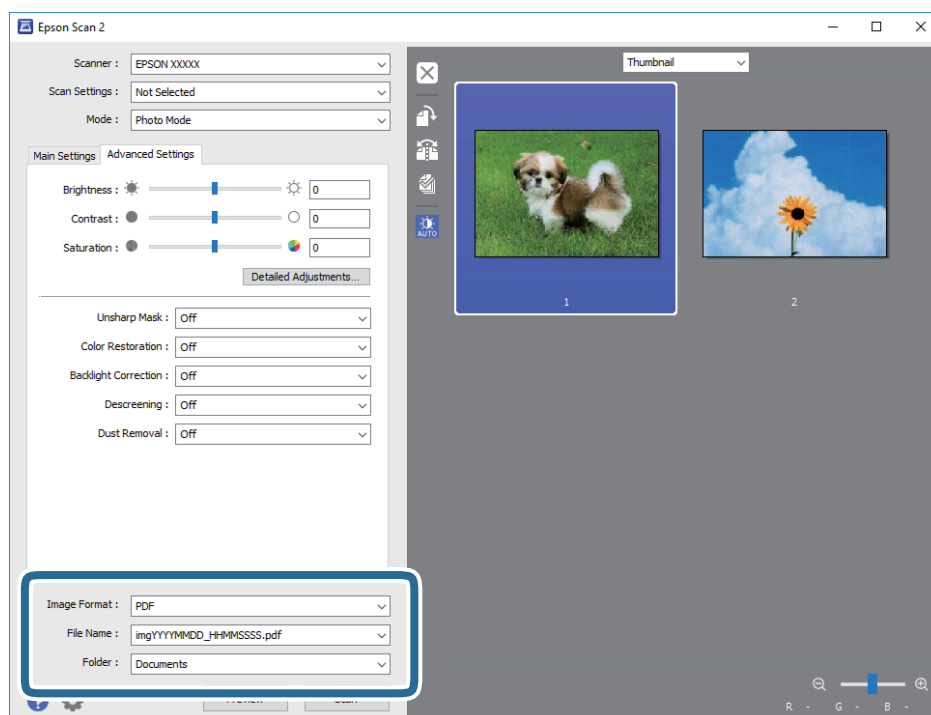 Epson Scan 2
Scanner : EPSON XXXXX
Scan Settings : Not Selected
Mode : Photo Mode
Main Settings Advanced Settings
Brightness : 0
Contrast : 0
Saturation : 0
Detailed Adjustments...
Unsharp Mask : Off
Color Restoration : Off
Backlight Correction : Off
Descreening : Off
Dust Removal : Off
Image Format : PDF
File Name : imgYYYYMMDD_HHMMSSSS.pdf
Folder : Documents
?
Thumbnail
AUTO
1
2
R - G - B -